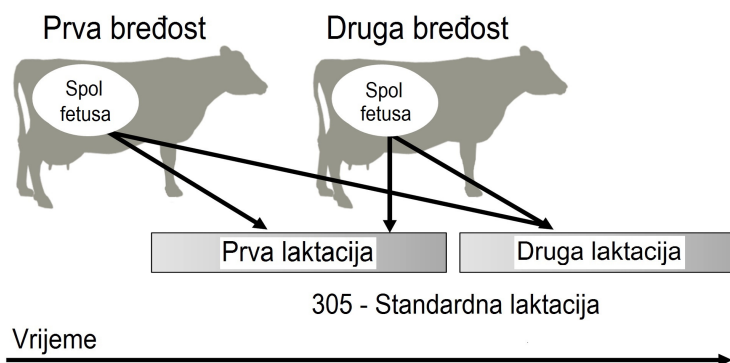 Prva bređost
Druga bređost
Spol
fetusa
Spol
fetusa
Prva laktacija
Druga laktacija
305 - Standardna laktacija
Vrijeme